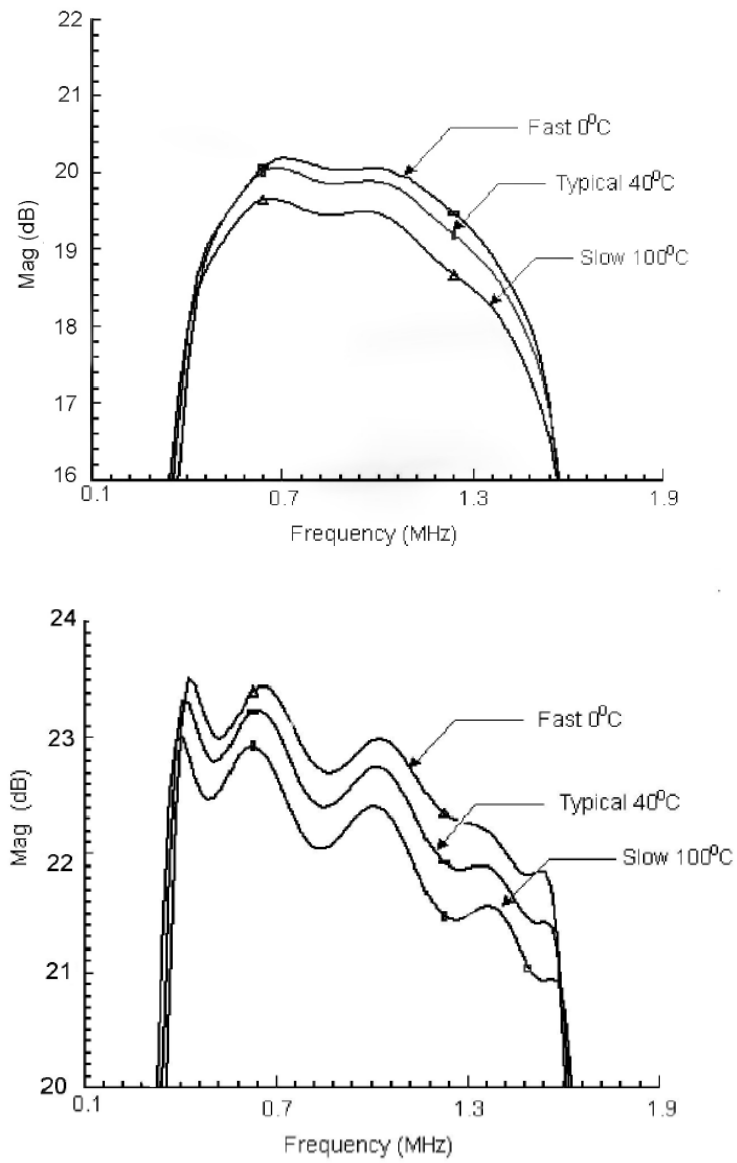 22
21
20
19
18
17
16
Mag (dB)
Fast 0⁰C
Typical 40⁰C
Slow 100⁰C
0.1 0.7 1.3 1.9
Frequency (MHz)
24
23
22
21
20
Mag (dB)
Fast 0⁰C
Typical 40⁰C
Slow 100⁰C
0.1 0.7 1.3 1.9
Frequency (MHz)